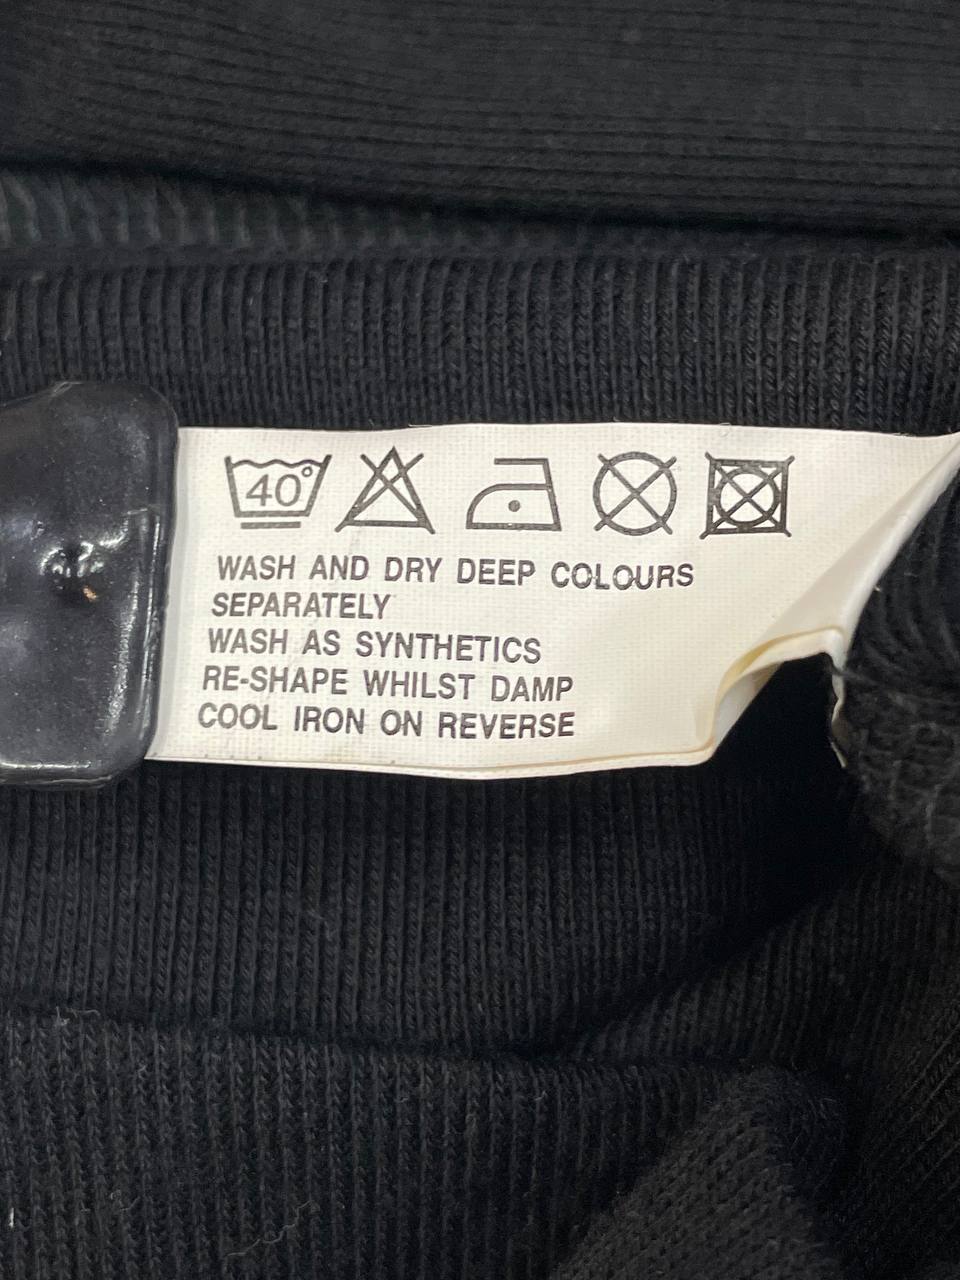 40°
WASH AND DRY DEEP COLOURS
SEPARATELY
WASH AS SYNTHETICS
RE-SHAPE WHILST DAMP
COOL IRON ON REVERSE